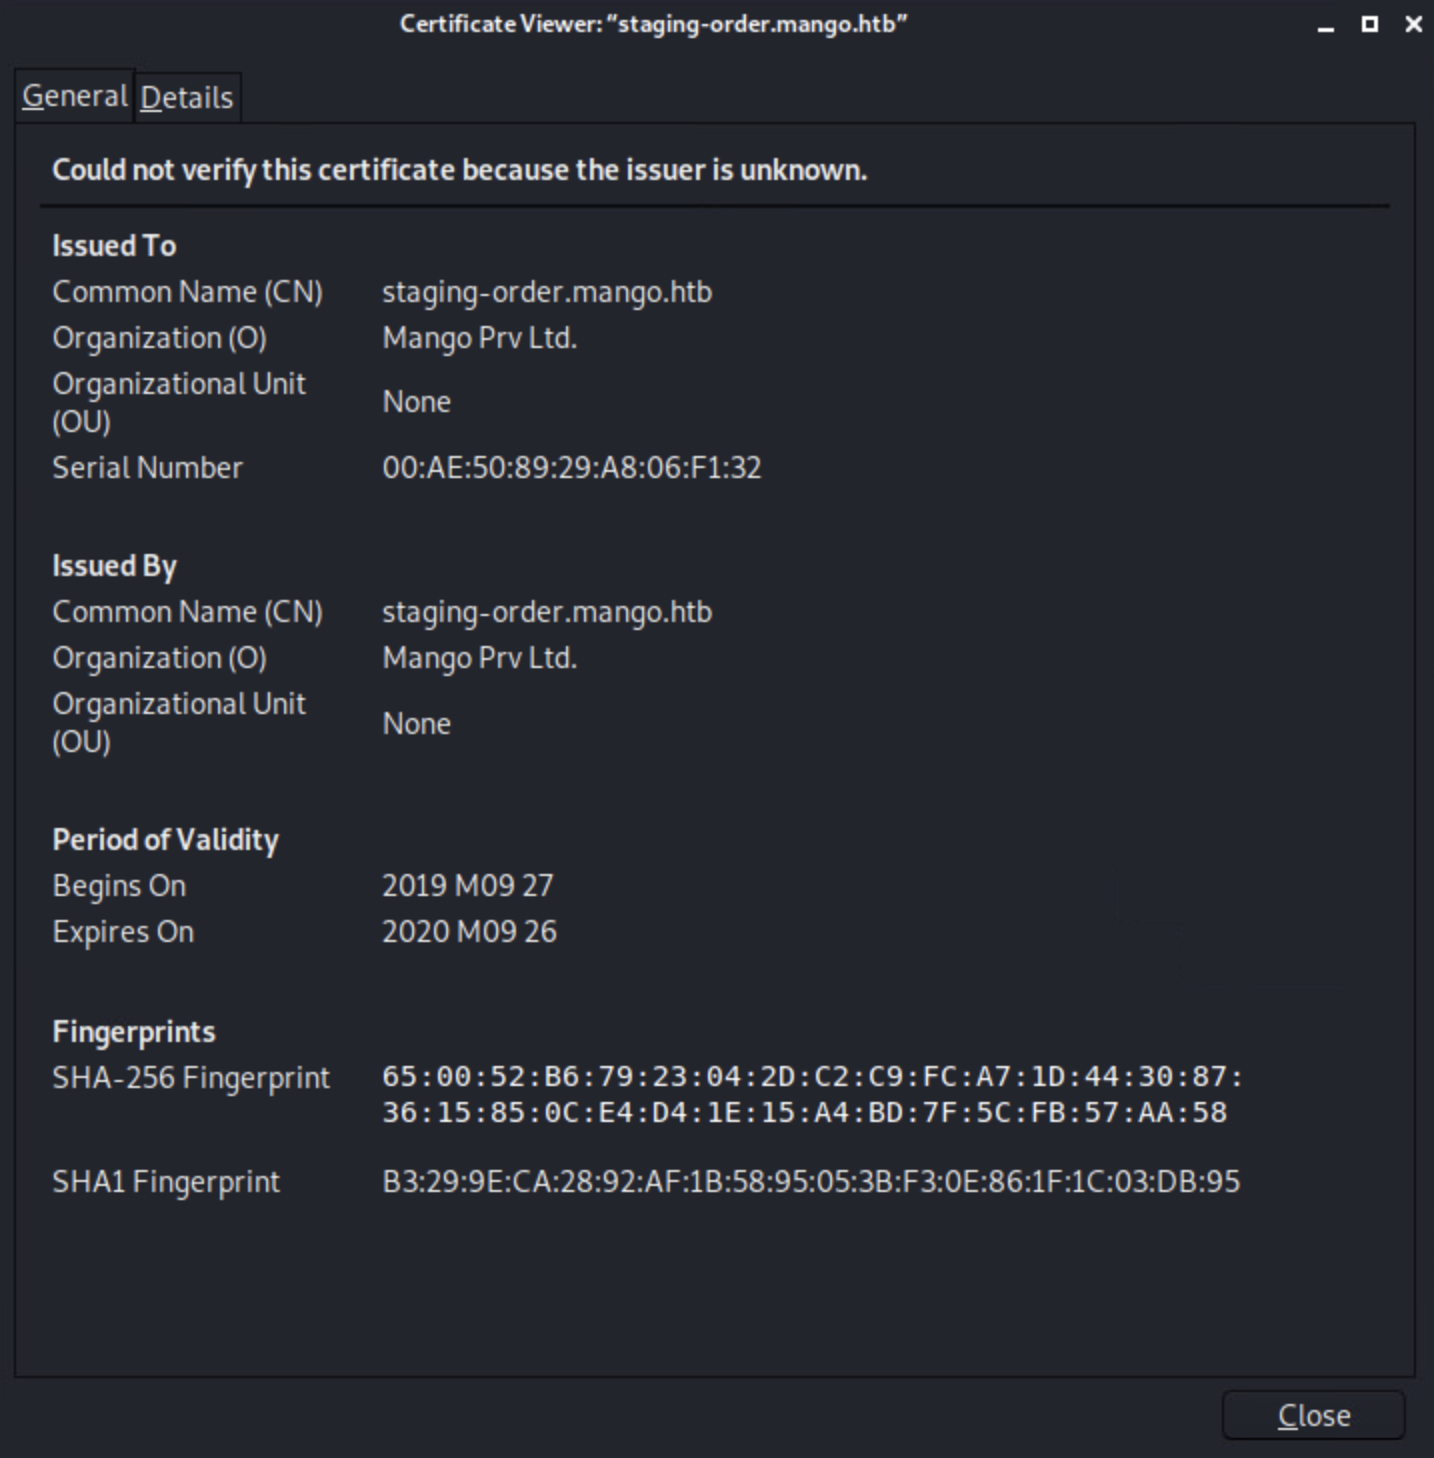 Certificate Viewer: “staging-order.mango.htb”
General Details
Could not verify this certificate because the issuer is unknown.
Issued To
Common Name (CN) staging-order.mango.htb
Organization (O) Mango Prv Ltd.
Organizational Unit (OU) None
Serial Number 00:AE:50:89:29:A8:06:F1:32
Issued By
Common Name (CN) staging-order.mango.htb
Organization (O) Mango Prv Ltd.
Organizational Unit (OU) None
Period of Validity
Begins On 2019 M09 27
Expires On 2020 M09 26
Fingerprints
SHA-256 Fingerprint 65:00:52:B6:79:23:04:2D:C2:C9:FC:A7:1D:44:30:87:
36:15:85:0C:E4:D4:1E:15:A4:BD:7F:5C:FB:57:AA:58
SHA1 Fingerprint B3:29:9E:CA:28:92:AF:1B:58:95:05:3B:F3:0E:86:1F:1C:03:DB:95
Close